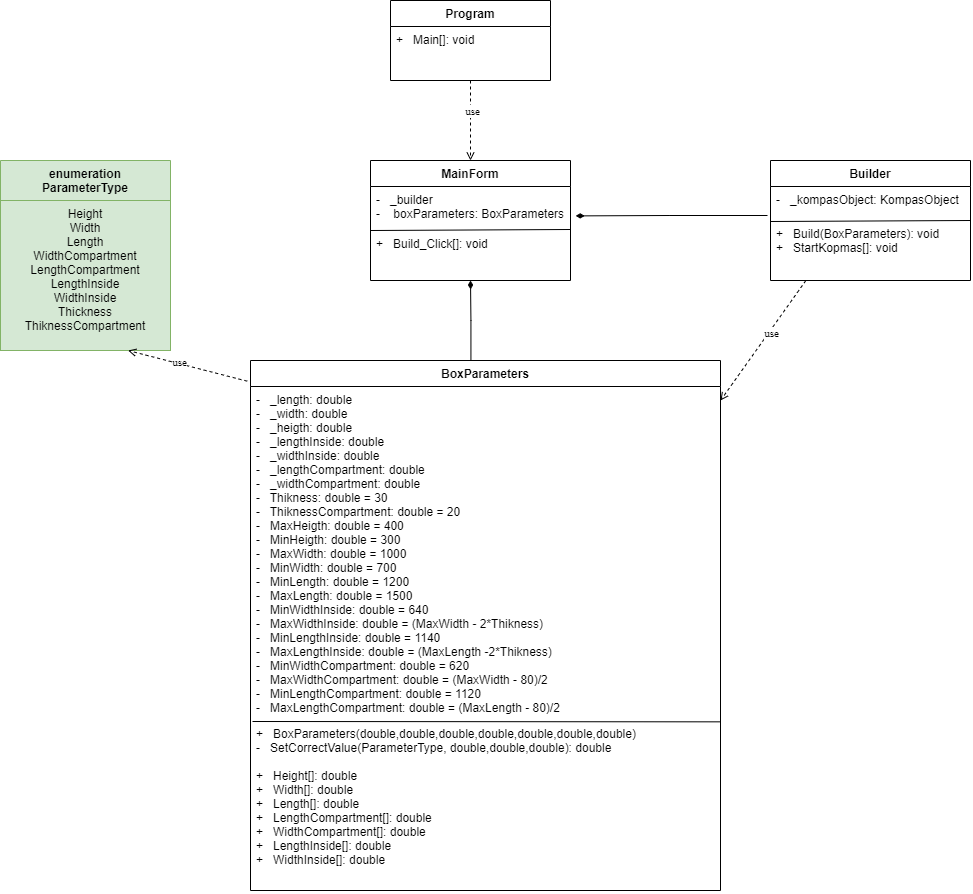 Program
+ Main[]: void
use
enumeration
ParameterType
Height
Width
Length
WidthCompartment
LengthCompartment
LengthInside
WidthInside
Thickness
ThiknessCompartment
MainForm
- _builder
- boxParameters: BoxParameters
+ Build_Click[]: void
Builder
- _kompasObject: KompasObject
+ Build(BoxParameters): void
+ StartKopmas[]: void
use
use
BoxParameters
- _length: double
- _width: double
- _heigth: double
- _lengthInside: double
- _widthInside: double
- _lengthCompartment: double
- _widthCompartment: double
- Thikness: double = 30
- ThiknessCompartment: double = 20
- MaxHeigth: double = 400
- MinHeigth: double = 300
- MaxWidth: double = 1000
- MinWidth: double = 700
- MinLength: double = 1200
- MaxLength: double = 1500
- MinWidthInside: double = 640
- MaxWidthInside: double = (MaxWidth - 2*Thikness)
- MinLengthInside: double = 1140
- MaxLengthInside: double = (MaxLength -2*Thikness)
- MinWidthCompartment: double = 620
- MaxWidthCompartment: double = (MaxWidth - 80)/2
- MinLengthCompartment: double = 1120
- MaxLengthCompartment: double = (MaxLength - 80)/2
+ BoxParameters(double,double,double,double,double,double,double)
- SetCorrectValue(ParameterType, double,double,double): double
+ Height[]: double
+ Width[]: double
+ Length[]: double
+ LengthCompartment[]: double
+ WidthCompartment[]: double
+ LengthInside[]: double
+ WidthInside[]: double